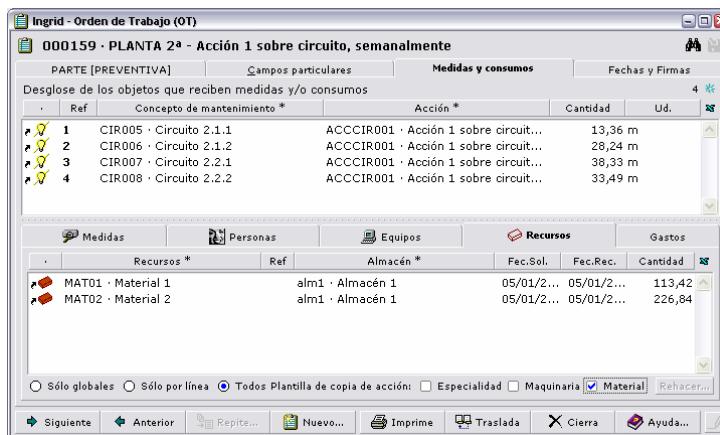 Ingrid - Orden de Trabajo (OT)
000159 · PLANTA 2ª - Acción 1 sobre circuito, semanalmente
PARTE [PREVENTIVA] Campos particulares Medidas y consumos Fechas y Firmas
Desglose de los objetos que reciben medidas y/o consumos 4
· Ref Concepto de mantenimiento * Acción * Cantidad Ud.
1 CIR005 · Circuito 2.1.1 ACCCIR001 · Acción 1 sobre circuit... 13,36 m
2 CIR006 · Circuito 2.1.2 ACCCIR001 · Acción 1 sobre circuit... 28,24 m
3 CIR007 · Circuito 2.2.1 ACCCIR001 · Acción 1 sobre circuit... 38,33 m
4 CIR008 · Circuito 2.2.2 ACCCIR001 · Acción 1 sobre circuit... 33,49 m
Medidas Personas Equipos Recursos Gastos
· Recursos * Ref Almacén * Fec.Sol. Fec.Rec. Cantidad
MAT01 · Material 1 alm1 · Almacén 1 05/01/2... 05/01/2... 113,42
MAT02 · Material 2 alm1 · Almacén 1 05/01/2... 05/01/2... 226,84
Sólo globales Sólo por línea Todos Plantilla de copia de acción: Especialidad Maquinaria Material Rehacer...
Siguiente Anterior Repite... Nuevo... Imprime Traslada Cierra Ayuda...